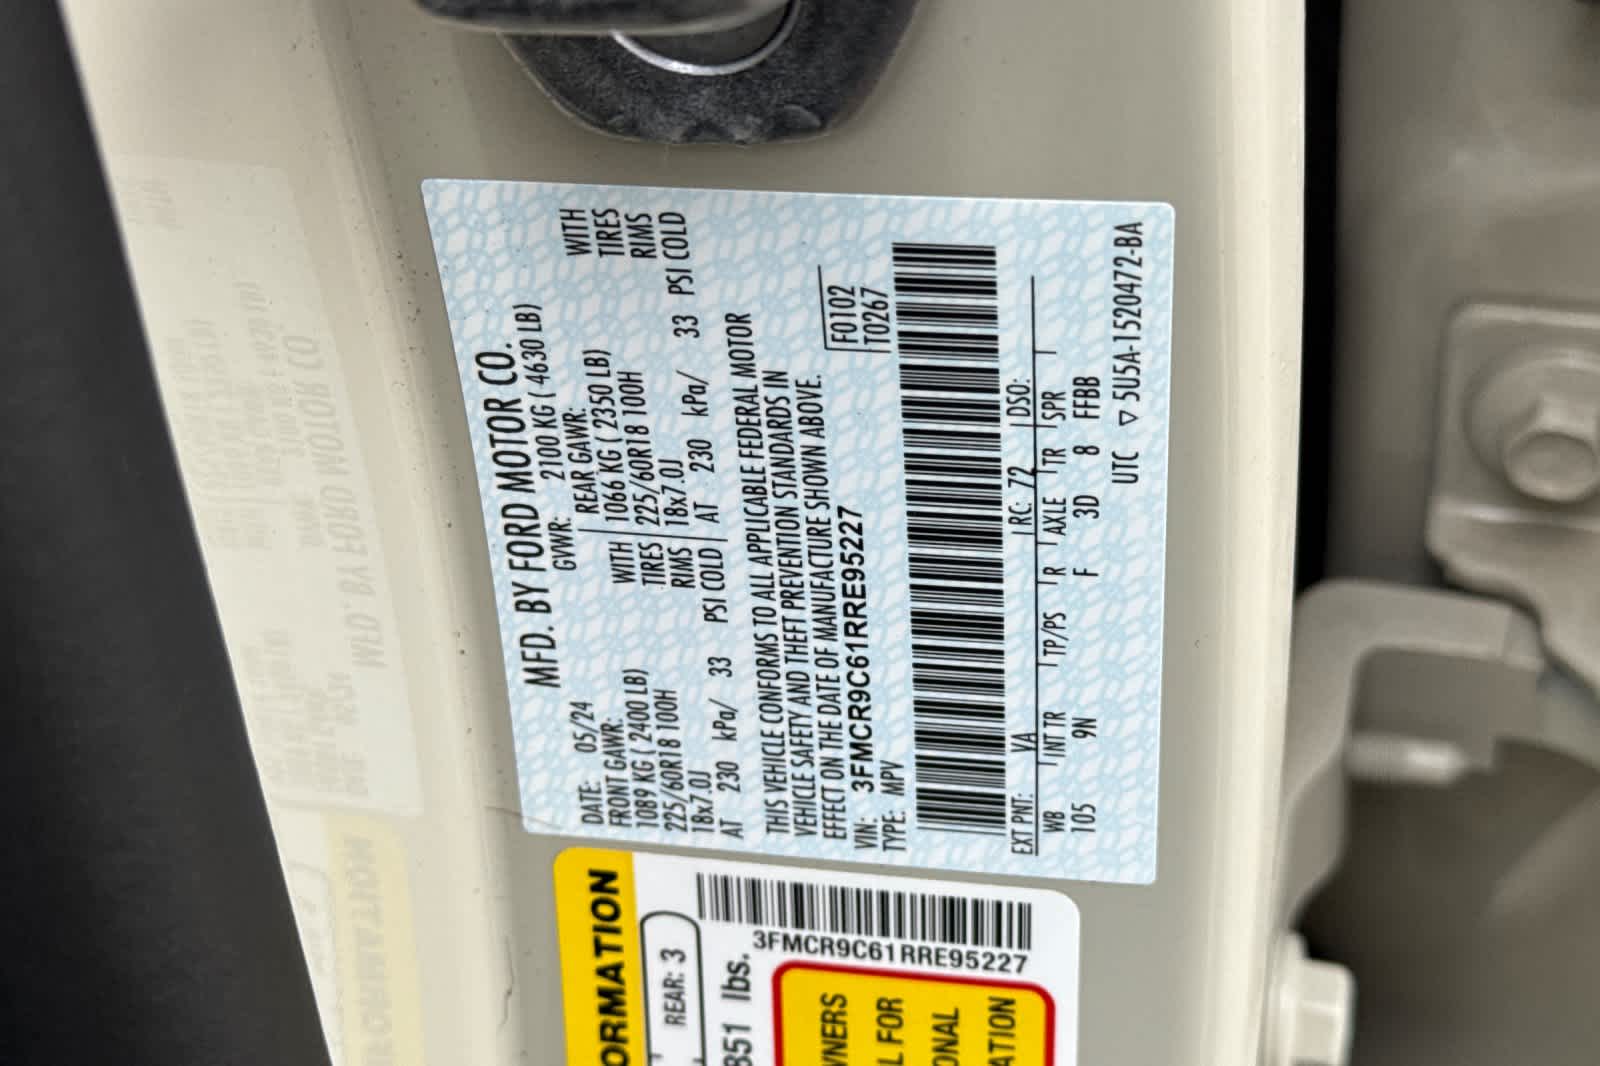 MFD. BY FORD MOTOR CO.
DATE: 05/24 GVWR: 2100 KG ( 4630 LB)
FRONT GAWR: REAR GAWR:
1089 KG ( 2400 LB) WITH 1066 KG ( 2350 LB) WITH
225/60R18 100H TIRES 225/60R18 100H TIRES
18x7.0J RIMS 18x7.0J RIMS
AT 230 kPa/ 33 PSI COLD AT 230 kPa/ 33 PSI COLD
THIS VEHICLE CONFORMS TO ALL APPLICABLE FEDERAL MOTOR
VEHICLE SAFETY AND THEFT PREVENTION STANDARDS IN
EFFECT ON THE DATE OF MANUFACTURE SHOWN ABOVE.
F0102
VIN: 3FMCR9C61RRE95227
TYPE: MPV
T0267
EXT PNT: YA RC: 72 DSO:
WB INT TR TP/PS R AXLE TR SPR
105 9N F 3D 8 FFBB
UTC ▽ 5U5A-1520472-BA
ORMATION
REAR: 3
851 lbs.
3FMCR9C61RRE95227
WNERS
L FOR
ONAL
ATION